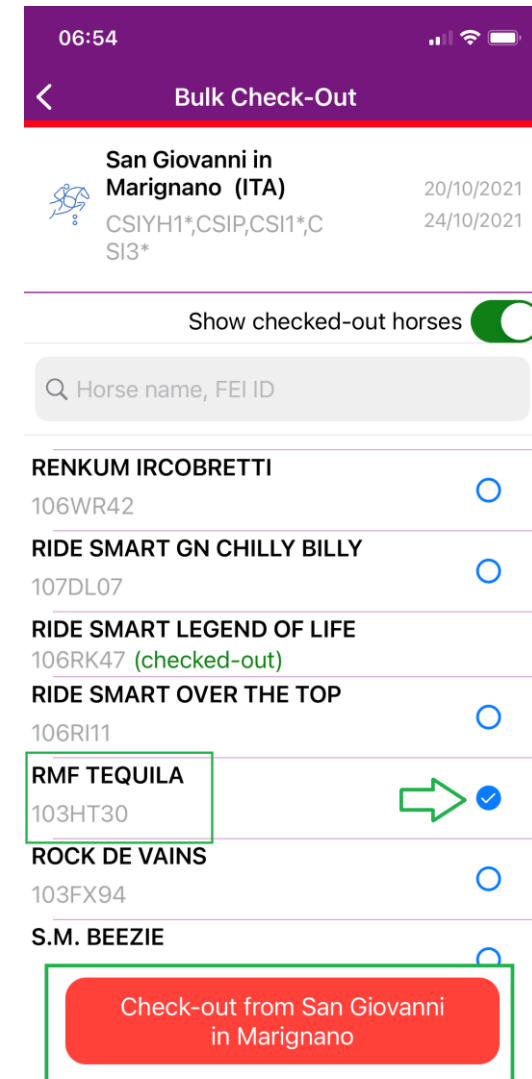 06:54
Bulk Check-Out
San Giovanni in
Marignano (ITA)
20/10/2021
CSIYH1*,CSIP,CSI1*,C
24/10/2021
SI3*
Show checked-out horses
Horse name, FEI ID
RENKUM IRCOBRETTI
106WR42
RIDE SMART GN CHILLY BILLY
107DL07
RIDE SMART LEGEND OF LIFE
106RK47 (checked-out)
RIDE SMART OVER THE TOP
106RI11
RMF TEQUILA
103HT30
ROCK DE VAINS
103FX94
S.M. BEEZIE
Check-out from San Giovanni
in Marignano